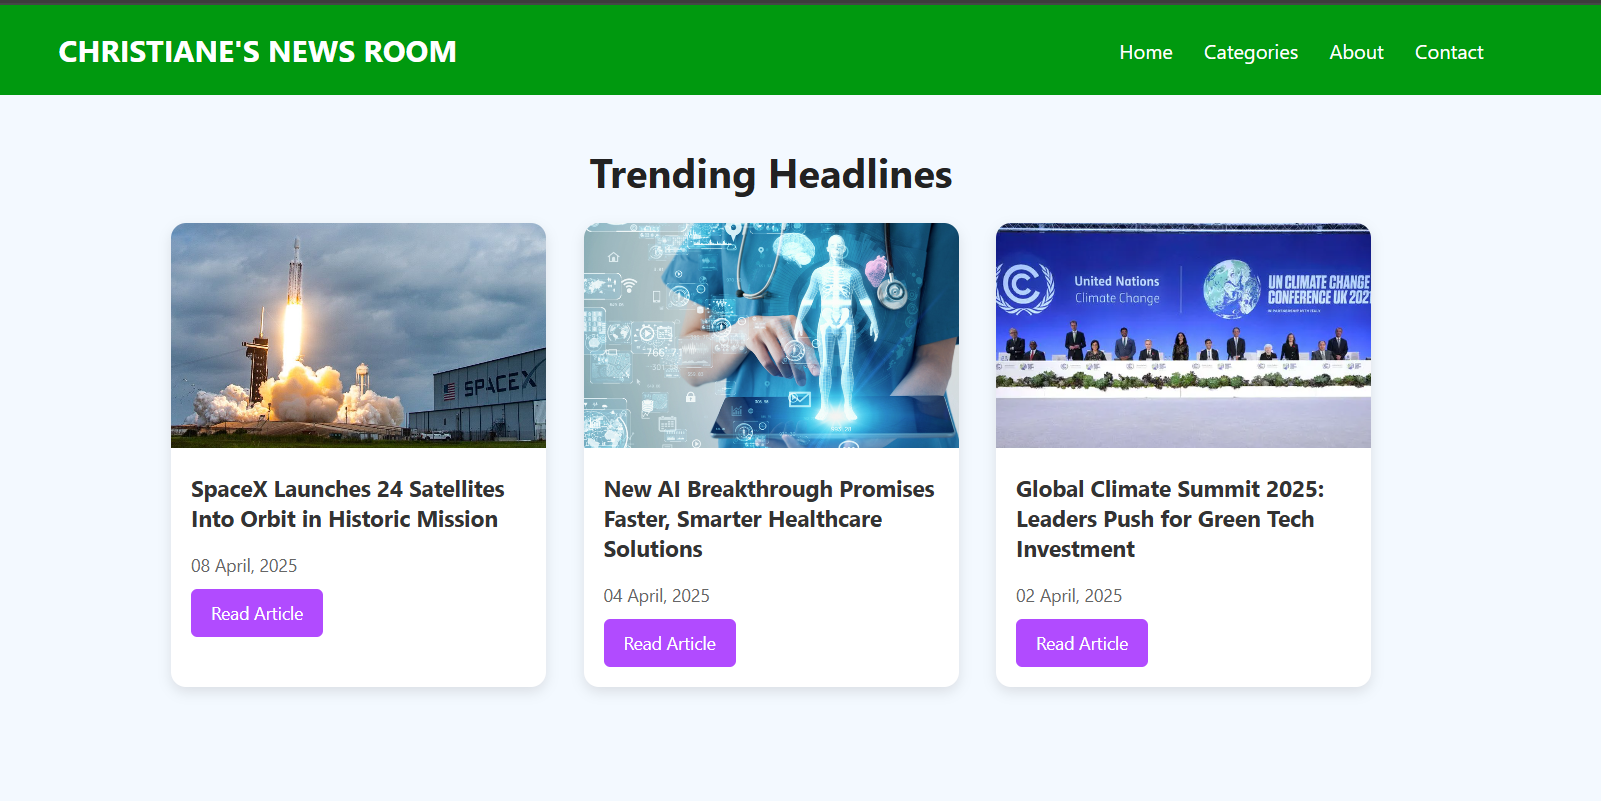 CHRISTIANE'S NEWS ROOM
Home Categories About Contact
Trending Headlines
SPACEX
United Nations
Climate Change
UN CLIMATE CHANGE
CONFERENCE UK 202
SpaceX Launches 24 Satellites
Into Orbit in Historic Mission
08 April, 2025
Read Article
New AI Breakthrough Promises
Faster, Smarter Healthcare
Solutions
04 April, 2025
Read Article
Global Climate Summit 2025:
Leaders Push for Green Tech
Investment
02 April, 2025
Read Article